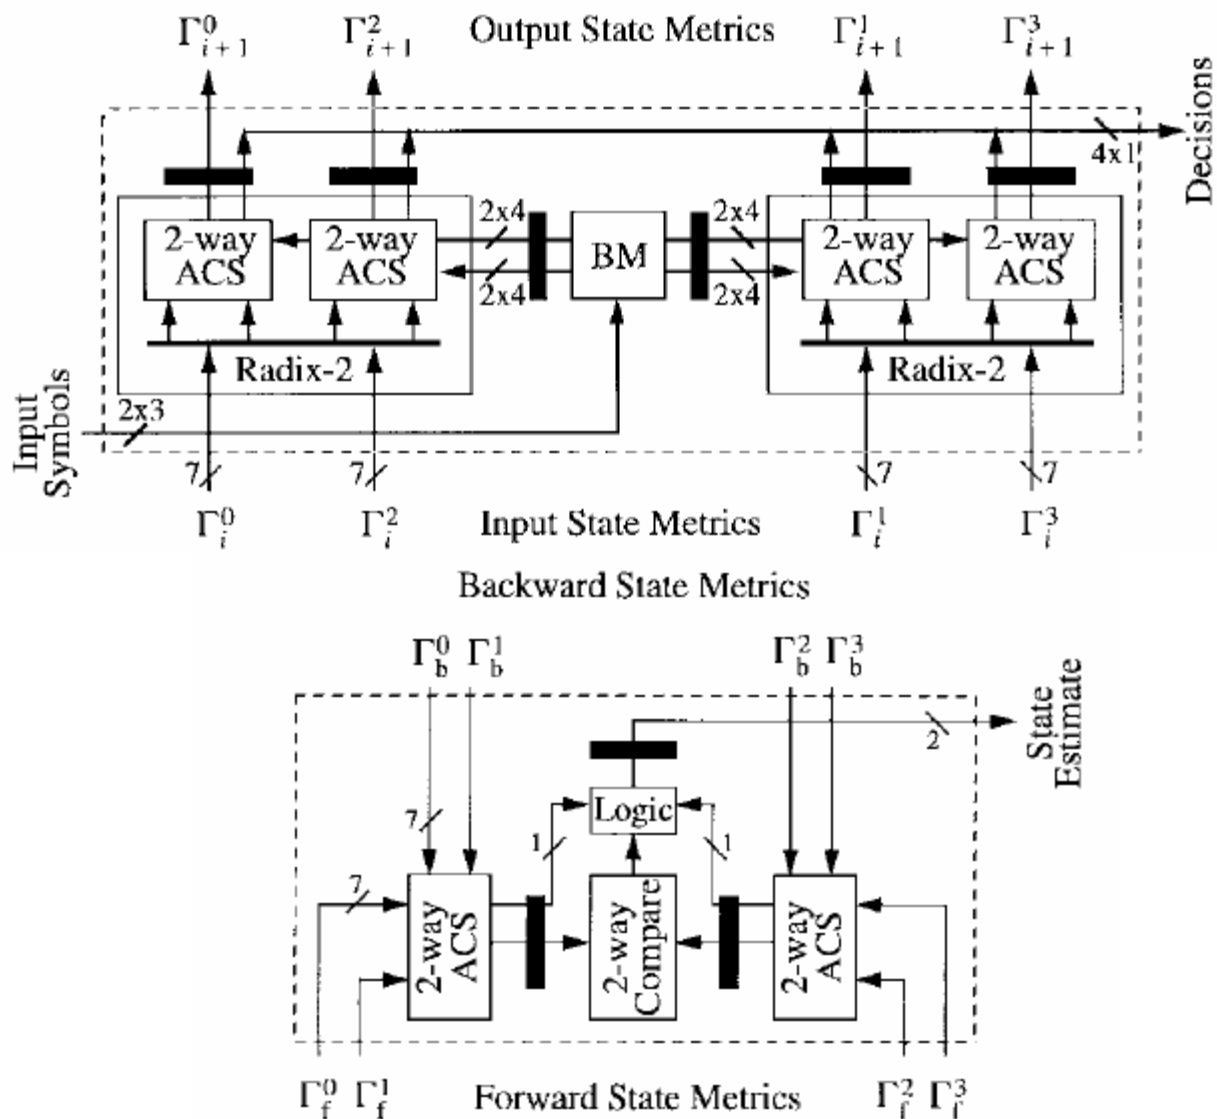 Γ⁰ᵢ₊₁ Γ²ᵢ₊₁ Output State Metrics Γ¹ᵢ₊₁ Γ³ᵢ₊₁
Decisions
4x1
2x4 2x4
2-way ACS
2-way ACS
BM
2-way ACS
2-way ACS
2x4 2x4
Radix-2 Radix-2
Input Symbols
2x3
7 7 7 7
Γ⁰ᵢ Γ²ᵢ Input State Metrics Γ¹ᵢ Γ³ᵢ
Backward State Metrics
Γ⁰b Γ¹b Γ²b Γ³b
2
State Estimate
Logic
7 1 1
7
2-way ACS
2-way Compare
2-way ACS
Γ⁰f Γ¹f Forward State Metrics Γ²f Γ³f